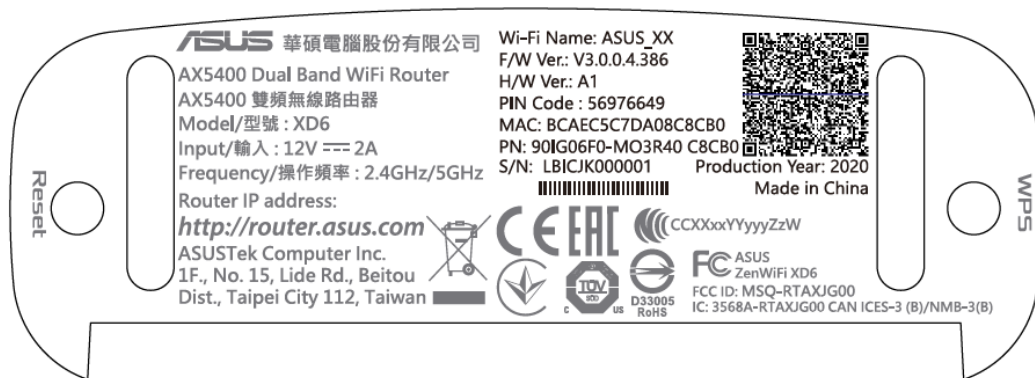 Reset
ASUS 華碩電腦股份有限公司
AX5400 Dual Band WiFi Router
AX5400 雙頻無線路由器
Model/型號 : XD6
Input/輸入 : 12V ⎓ 2A
Frequency/操作頻率 : 2.4GHz/5GHz
Router IP address:
http://router.asus.com
ASUSTek Computer Inc.
1F., No. 15, Lide Rd., Beitou
Dist., Taipei City 112, Taiwan
Wi-Fi Name: ASUS_XX
F/W Ver.: V3.0.0.4.386
H/W Ver.: A1
PIN Code : 56976649
MAC: BCAEC5C7DA08C8CB0
PN: 90IG06F0-MO3R40 C8CB0
S/N: LBICJK000001
Production Year: 2020
Made in China
CE EAC
CCXXxxYYyyyZzW
TÜV
SÜD
C US
D33005
RoHS
FC ASUS
ZenWiFi XD6
FCC ID: MSQ-RTAXJG00
IC: 3568A-RTAXJG00 CAN ICES-3 (B)/NMB-3(B)
WPS